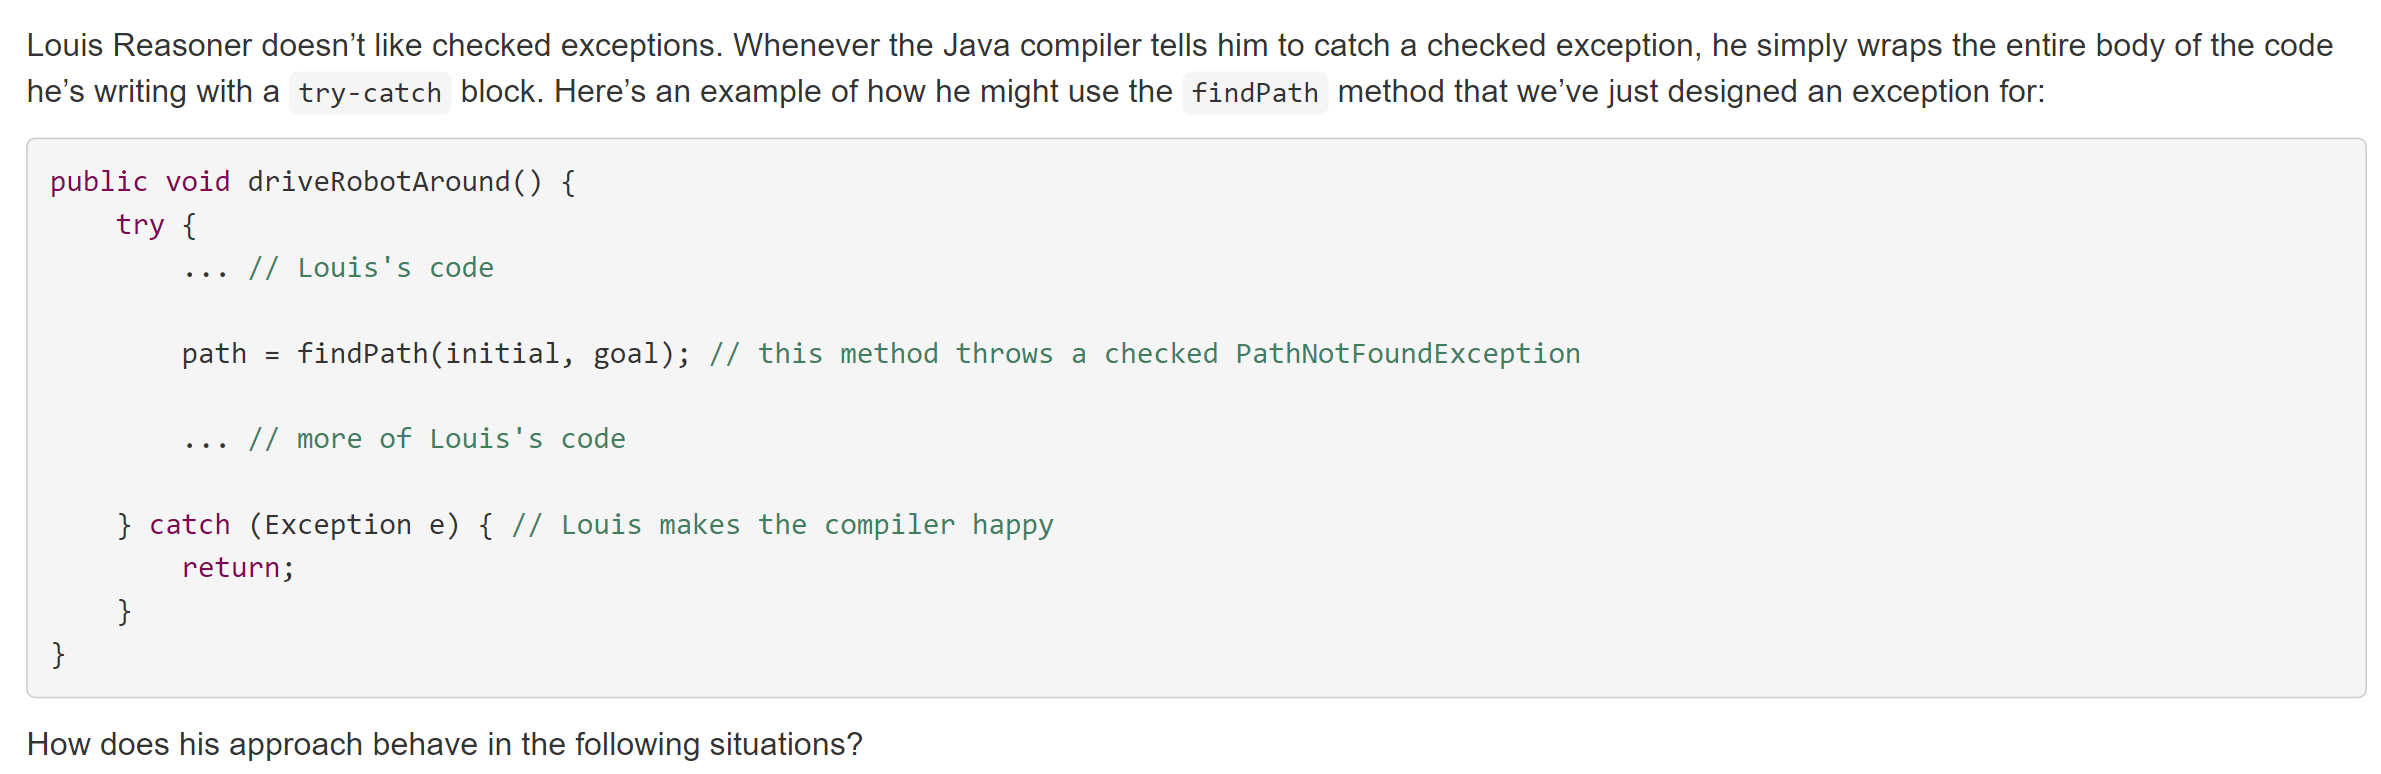 Louis Reasoner doesn’t like checked exceptions. Whenever the Java compiler tells him to catch a checked exception, he simply wraps the entire body of the code
he’s writing with a try-catch block. Here’s an example of how he might use the findPath method that we’ve just designed an exception for:
public void driveRobotAround() {
    try {
        ... // Louis's code

        path = findPath(initial, goal); // this method throws a checked PathNotFoundException

        ... // more of Louis's code

    } catch (Exception e) { // Louis makes the compiler happy
        return;
    }
}
How does his approach behave in the following situations?